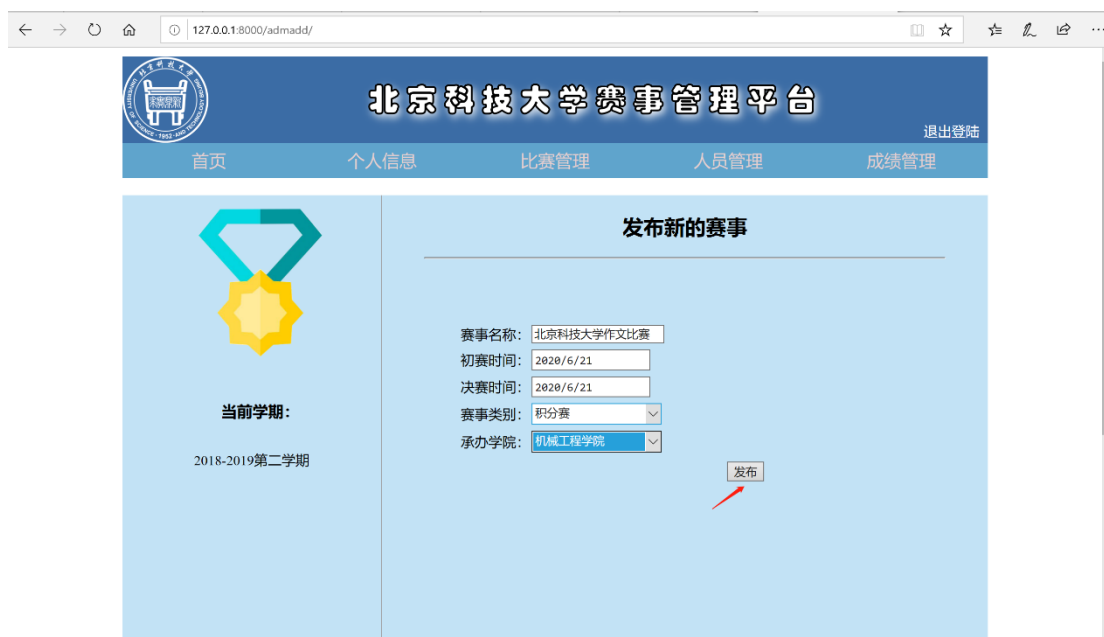 127.0.0.1:8000/admadd/
北京科技大学赛事管理平台
退出登陆
首页 个人信息 比赛管理 人员管理 成绩管理
发布新的赛事
赛事名称： 北京科技大学作文比赛
初赛时间： 2020/6/21
决赛时间： 2020/6/21
赛事类别： 积分赛
承办学院： 机械工程学院
发布
当前学期：
2018-2019第二学期